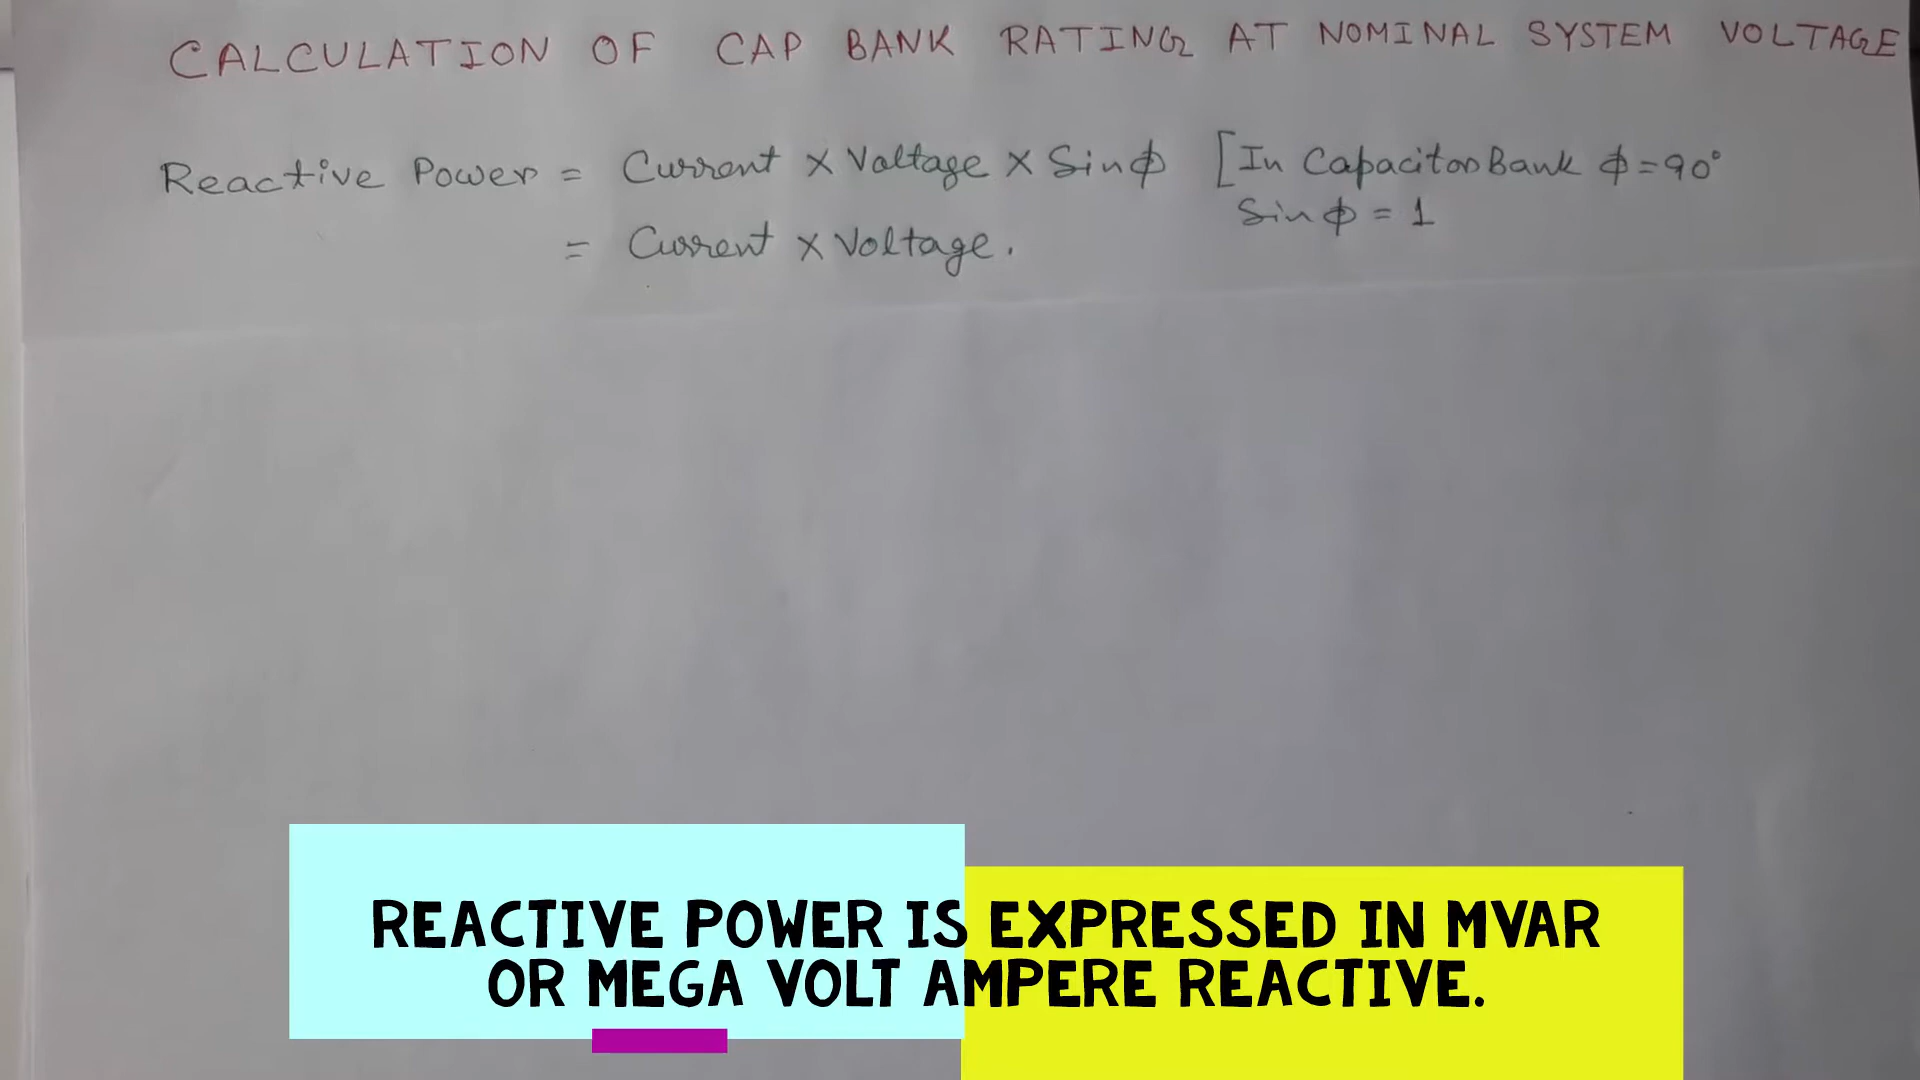 CALCULATION OF CAP BANK RATING AT NOMINAL SYSTEM VOLTAGE
Reactive Power = Current X Voltage X Sinϕ [In Capacitor Bank ϕ=90°
Sinϕ = 1
= Current X Voltage.
REACTIVE POWER IS EXPRESSED IN MVAR
OR MEGA VOLT AMPERE REACTIVE.